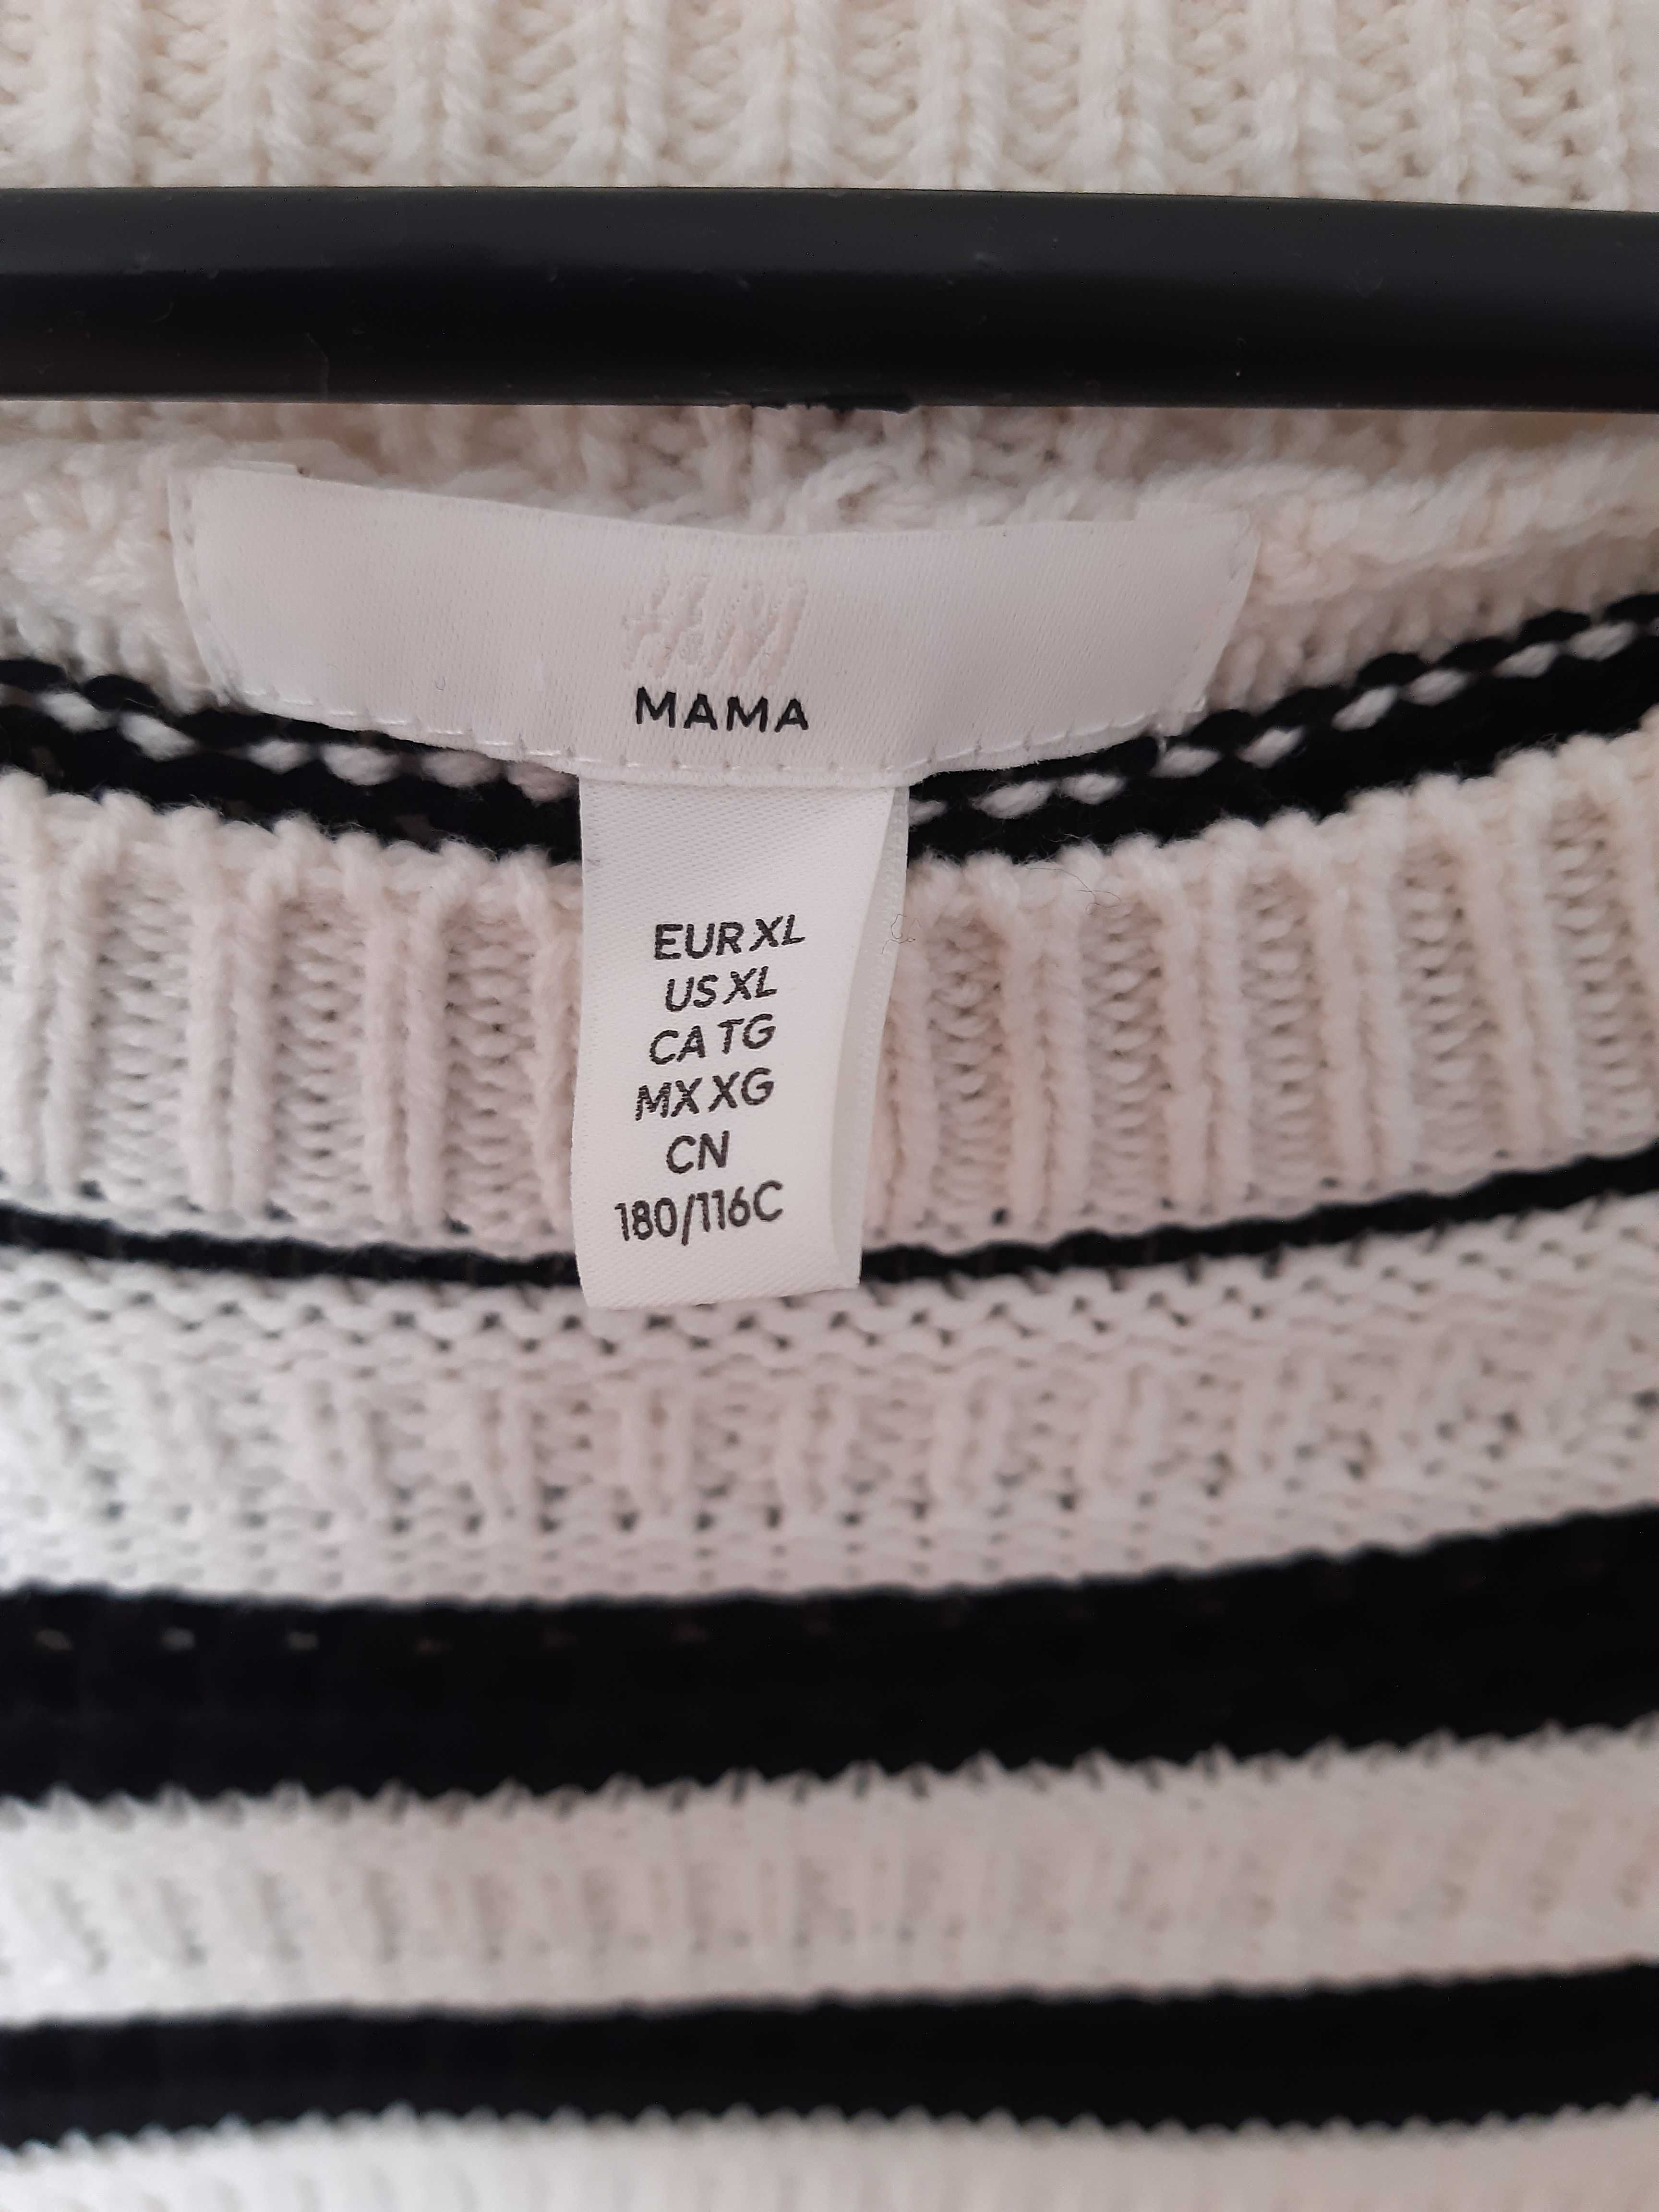 H&M
MAMA
EUR XL
US XL
CA TG
MX XG
CN
180/116C